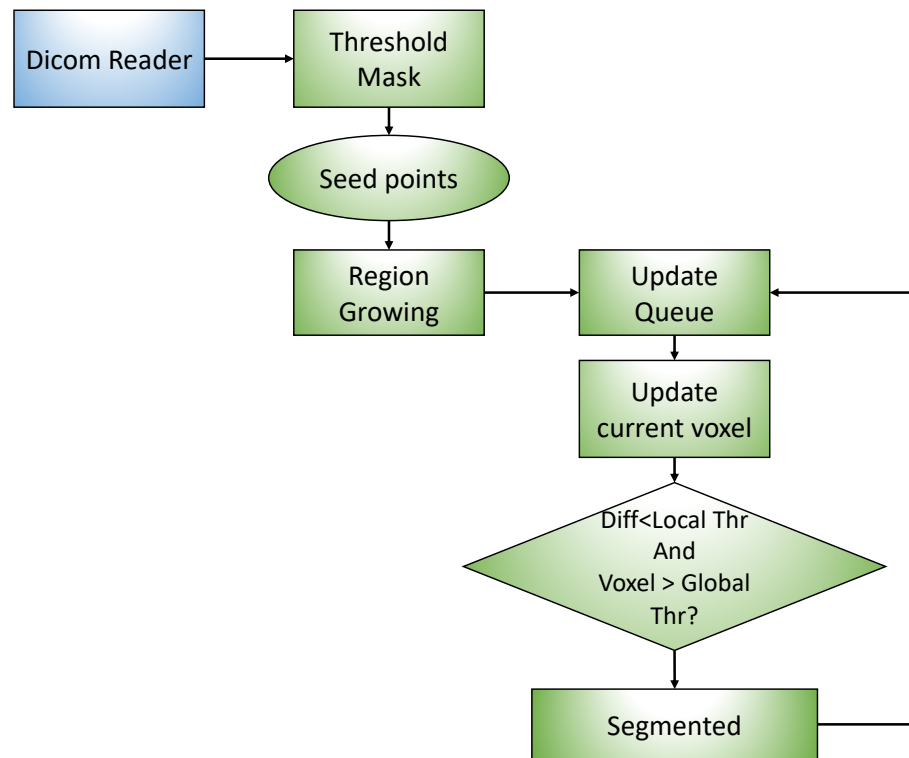 Dicom Reader
Threshold
Mask
Seed points
Region
Growing
Update
Queue
Update
current voxel
Diff<Local Thr
And
Voxel > Global
Thr?
Segmented